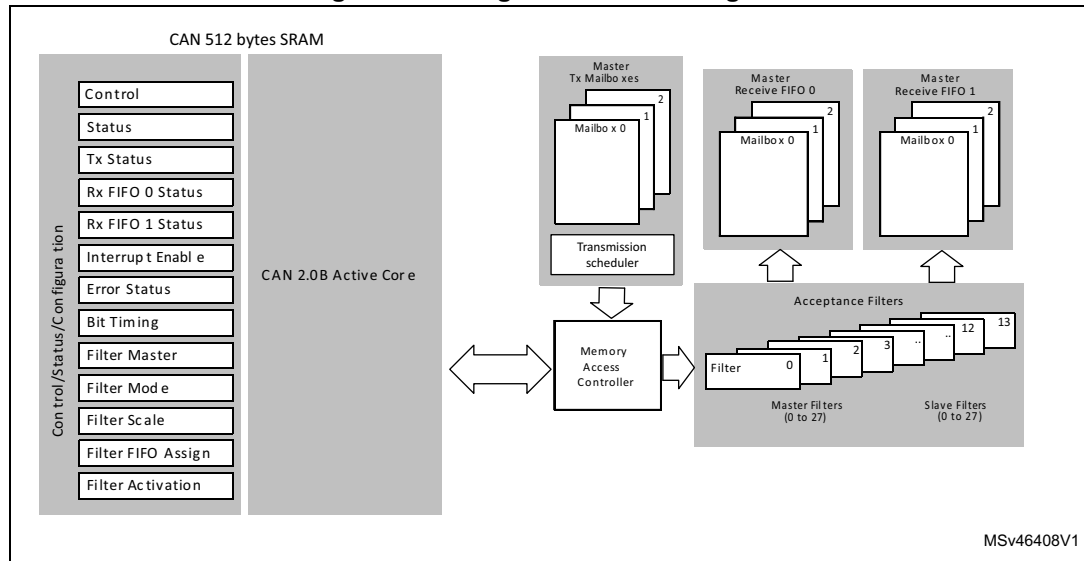 CAN 512 bytes SRAM
Control/Status/Configuration
Control
Status
Tx Status
Rx FIFO 0 Status
Rx FIFO 1 Status
Interrupt Enable
Error Status
Bit Timing
Filter Master
Filter Mode
Filter Scale
Filter FIFO Assign
Filter Activation
CAN 2.0B Active Core
Master
Tx Mailboxes
2
1
Mailbox 0
Transmission
scheduler
Master
Receive FIFO 0
2
1
Mailbox 0
Master
Receive FIFO 1
2
1
Mailbox 0
Memory
Access
Controller
Acceptance Filters
Filter 0
1
2
3
..
..
12
13
Master Filters
(0 to 27)
Slave Filters
(0 to 27)
MSv46408V1